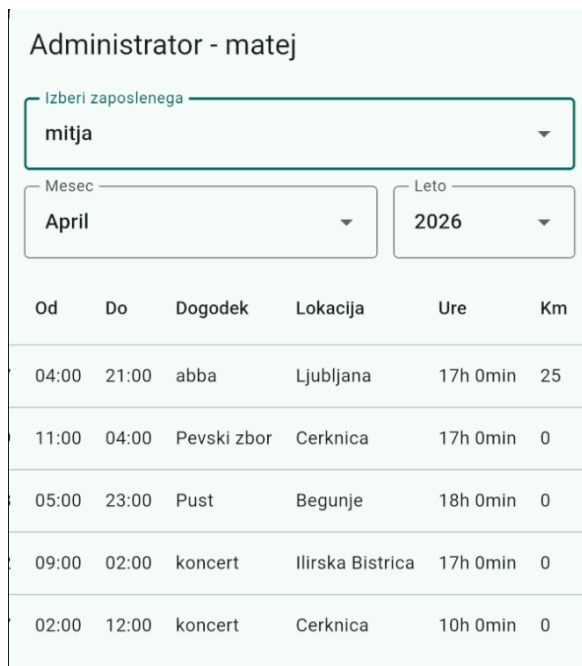 Administrator - matej
Izberi zaposlenega
mitja
Mesec Leto
April 2026
Od Do Dogodek Lokacija Ure Km
04:00 21:00 abba Ljubljana 17h 0min 25
11:00 04:00 Pevski zbor Cerknica 17h 0min 0
05:00 23:00 Pust Begunje 18h 0min 0
09:00 02:00 koncert Ilirska Bistrica 17h 0min 0
02:00 12:00 koncert Cerknica 10h 0min 0